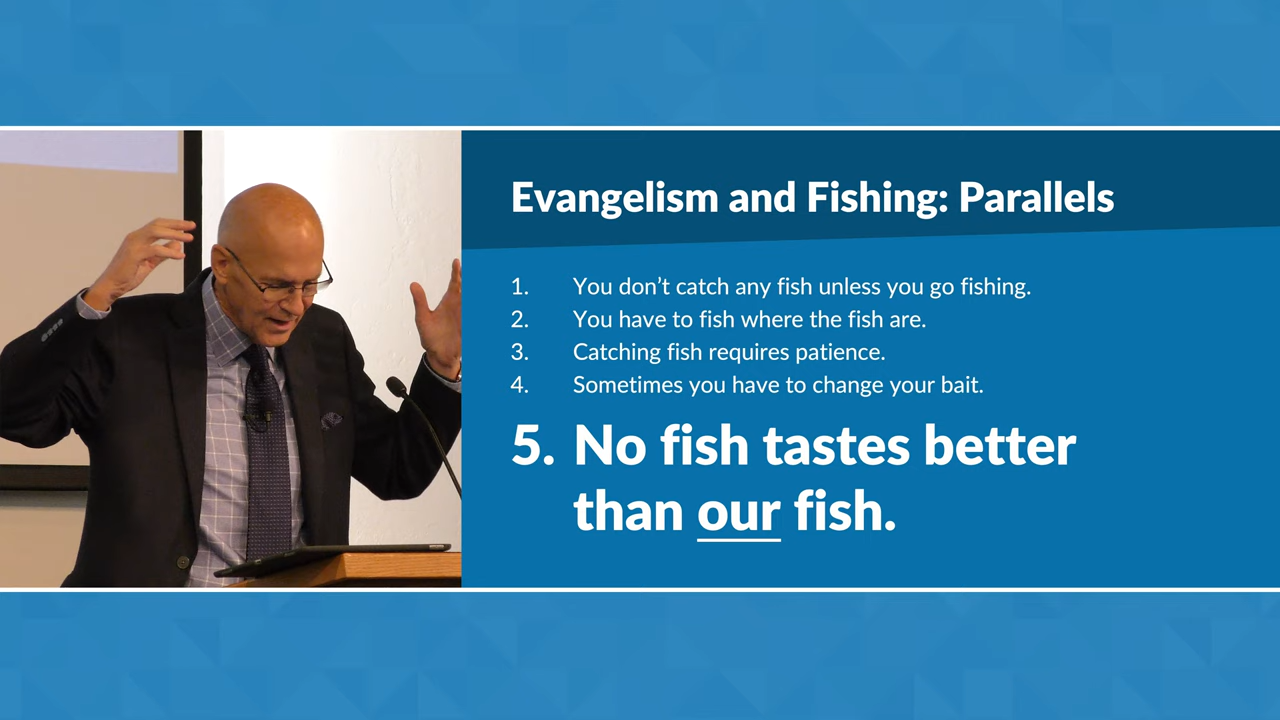 Evangelism and Fishing: Parallels
1. You don’t catch any fish unless you go fishing.
2. You have to fish where the fish are.
3. Catching fish requires patience.
4. Sometimes you have to change your bait.
5. No fish tastes better
than our fish.